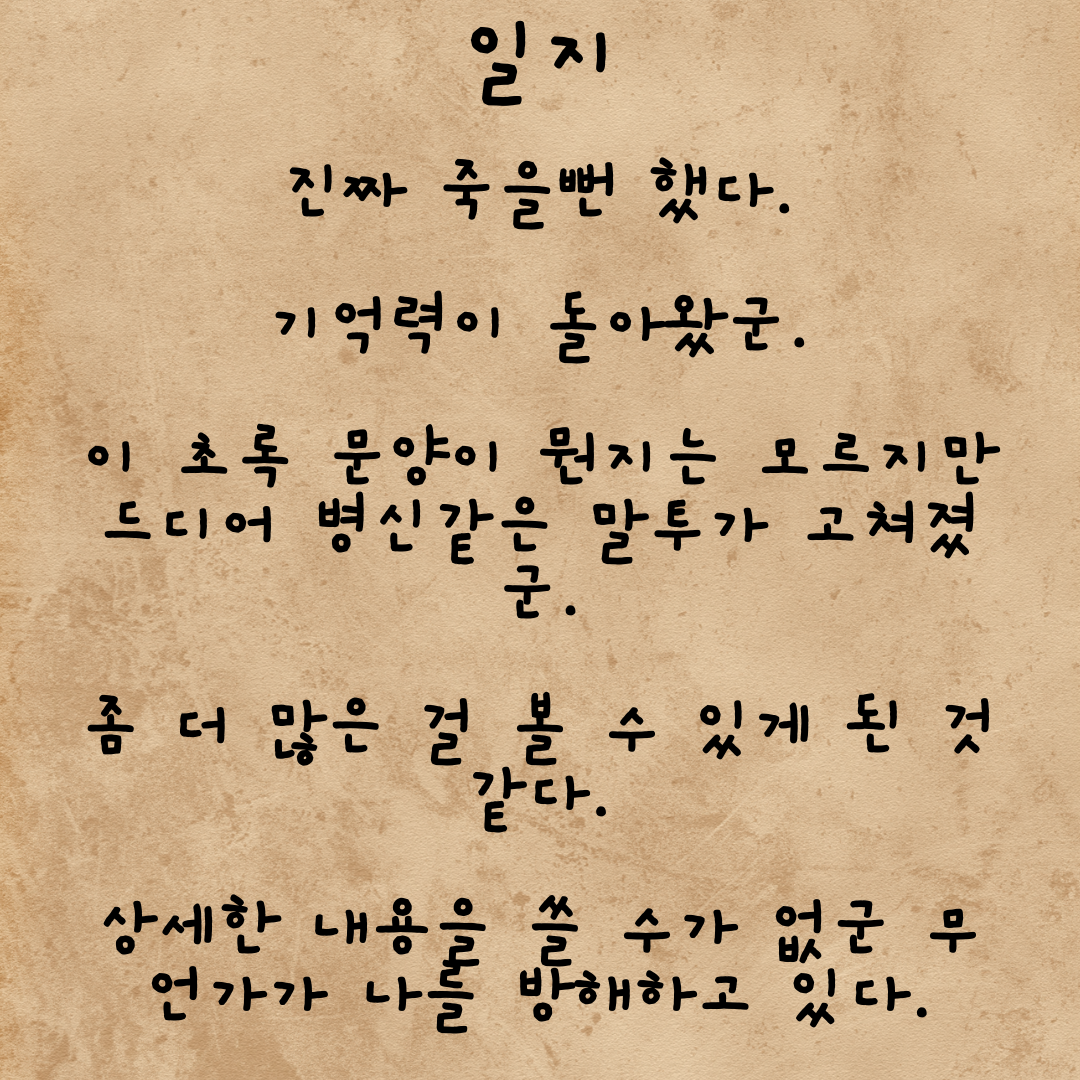 일지
진짜 죽을뻔 했다.
기억력이 돌아왔군.
이 초록 문양이 뭔지는 모르지만
드디어 병신같은 말투가 고쳐졌
군.
좀 더 많은 걸 볼 수 있게 된 것
같다.
상세한 내용을 쓸 수가 없군 무
언가가 나를 방해하고 있다.